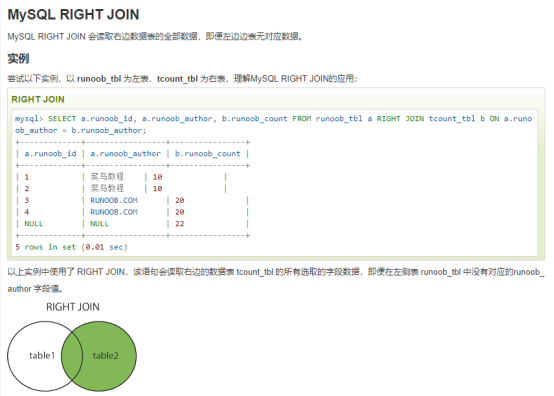 MySQL RIGHT JOIN
MySQL RIGHT JOIN 会读取右边数据表的全部数据，即便左边边表无对应数据。
实例
尝试以下实例，以 runoob_tbl 为左表，tcount_tbl 为右表，理解MySQL RIGHT JOIN的应用：
RIGHT JOIN
mysql> SELECT a.runoob_id, a.runoob_author, b.runoob_count FROM runoob_tbl a RIGHT JOIN tcount_tbl b ON a.runo
ob_author = b.runoob_author;
+-------------+-----------------+----------------+
| a.runoob_id | a.runoob_author | b.runoob_count |
+-------------+-----------------+----------------+
| 1 | 菜鸟教程 | 10 |
| 2 | 菜鸟教程 | 10 |
| 3 | RUNOOB.COM | 20 |
| 4 | RUNOOB.COM | 20 |
| NULL | NULL | 22 |
+-------------+-----------------+----------------+
5 rows in set (0.01 sec)
以上实例中使用了 RIGHT JOIN，该语句会读取右边的数据表 tcount_tbl 的所有选取的字段数据，即便在左侧表 runoob_tbl 中没有对应的runoob_
author 字段值。
RIGHT JOIN
table1 table2